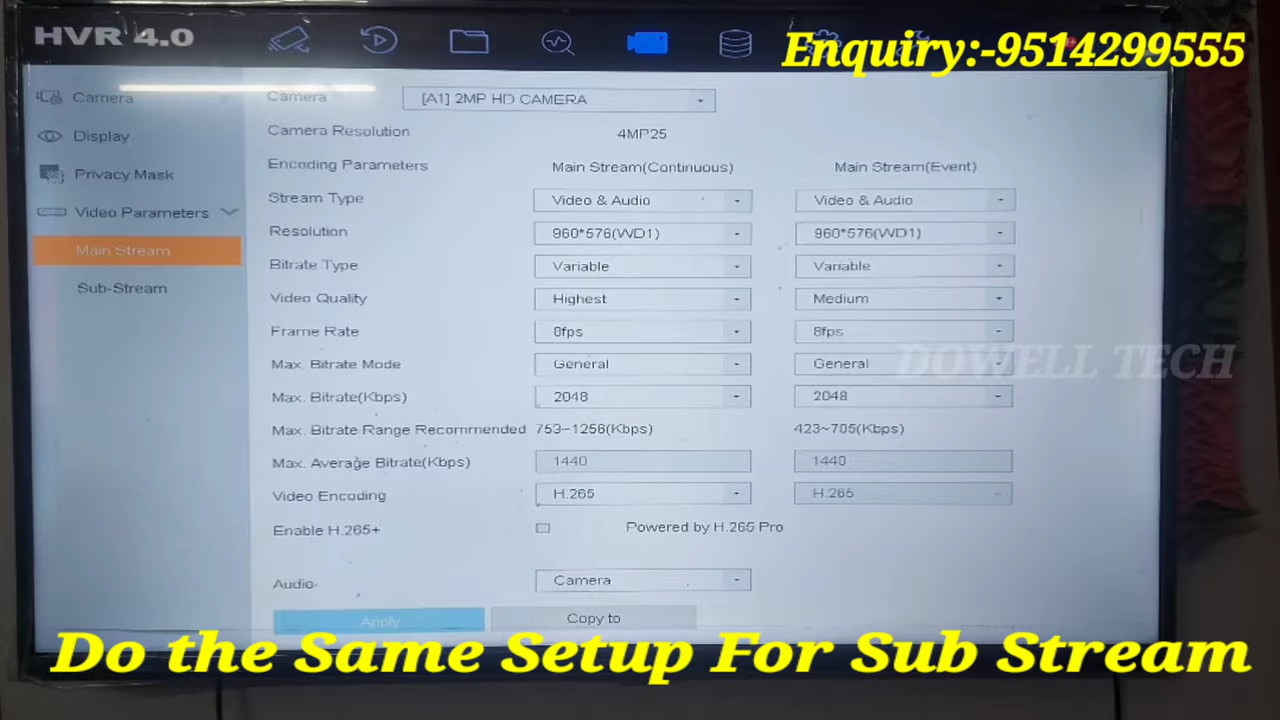 HVR 4.0
Enquiry:-9514299555
Camera
Display
Privacy Mask
Video Parameters
Main Stream
Sub-Stream
Camera [A1] 2MP HD CAMERA
Camera Resolution 4MP25
Encoding Parameters Main Stream(Continuous) Main Stream(Event)
Stream Type Video & Audio Video & Audio
Resolution 960*576(WD1) 960*576(WD1)
Bitrate Type Variable Variable
Video Quality Highest Medium
Frame Rate 8fps 8fps
Max. Bitrate Mode General General
DOWELL TECH
Max. Bitrate(Kbps) 2048 2048
Max. Bitrate Range Recommended 753~1256(Kbps) 423~705(Kbps)
Max. Average Bitrate(Kbps) 1440 1440
Video Encoding H.265 H.265
Enable H.265+ Powered by H.265 Pro
Audio Camera
Apply Copy to
Do the Same Setup For Sub Stream